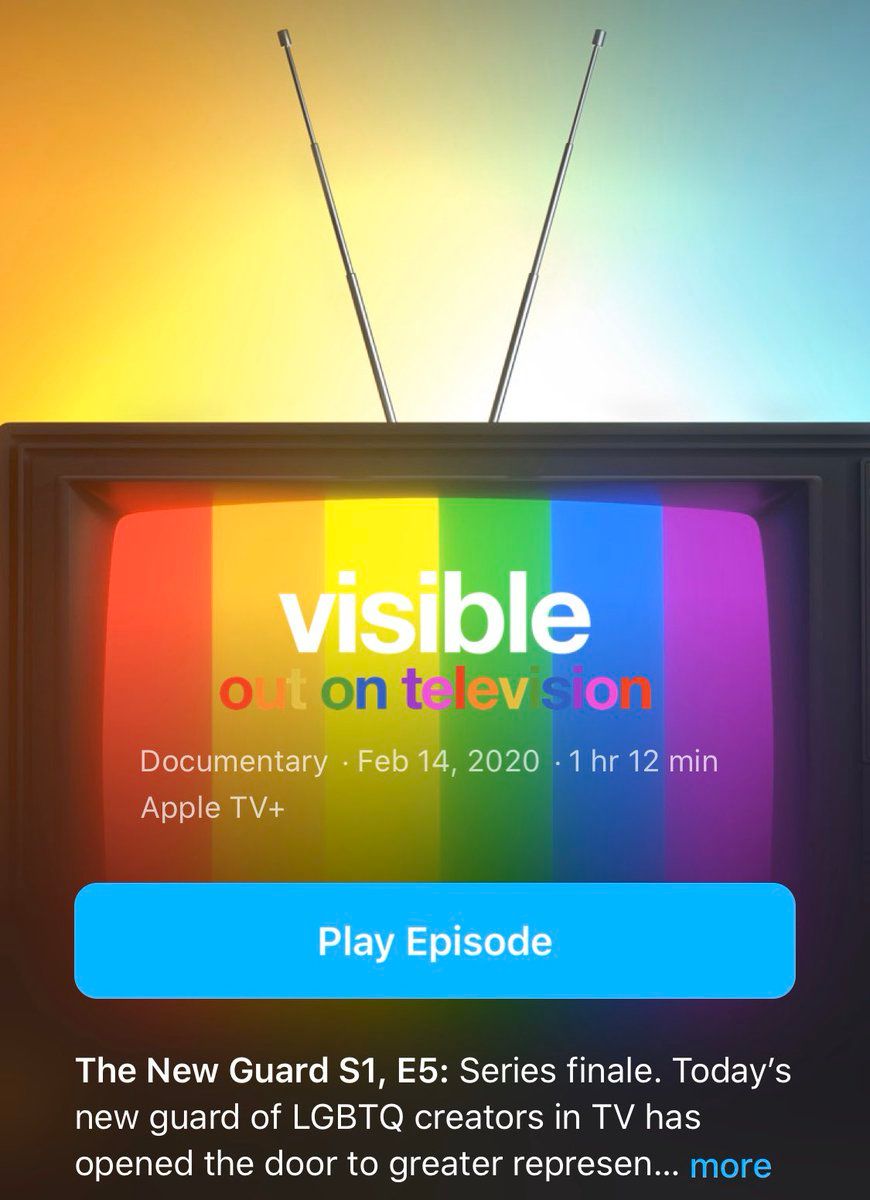 visible
out on television
Documentary · Feb 14, 2020 · 1 hr 12 min
Apple TV+
Play Episode
The New Guard S1, E5: Series finale. Today’s
new guard of LGBTQ creators in TV has
opened the door to greater represen... more